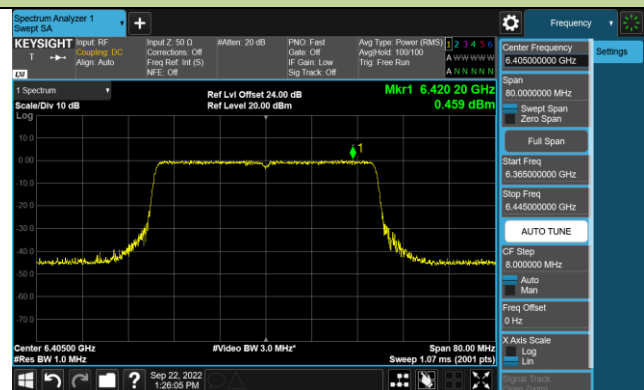 Spectrum Analyzer 1
Swept SA
Frequency
KEYSIGHT
Input: RF
Coupling: DC
Align: Auto
Input Z: 50 Ω
Corrections: Off
Freq Ref: Int (S)
NFE: Off
#Atten: 20 dB
PNO: Fast
Gate: Off
IF Gain: Low
Sig Track: Off
Avg Type: Power (RMS)
Avg|Hold: 100/100
Trig: Free Run
1 2 3 4 5 6
A W W W W W
A N N N N N
T
LXI
1 Spectrum
Scale/Div 10 dB
Log
Ref Lvl Offset 24.00 dB
Ref Level 20.00 dBm
Mkr1 6.420 20 GHz
0.459 dBm
1
10.0
0.00
-10.0
-20.0
-30.0
-40.0
-50.0
-60.0
-70.0
Center 6.40500 GHz
#Res BW 1.0 MHz
#Video BW 3.0 MHz*
Span 80.00 MHz
Sweep 1.07 ms (2001 pts)
Sep 22, 2022
1:26:05 PM
Center Frequency
6.405000000 GHz
Settings
Span
80.0000000 MHz
Swept Span
Zero Span
Full Span
Start Freq
6.365000000 GHz
Stop Freq
6.445000000 GHz
AUTO TUNE
CF Step
8.000000 MHz
Auto
Man
Freq Offset
0 Hz
X Axis Scale
Log
Lin
Signal Track